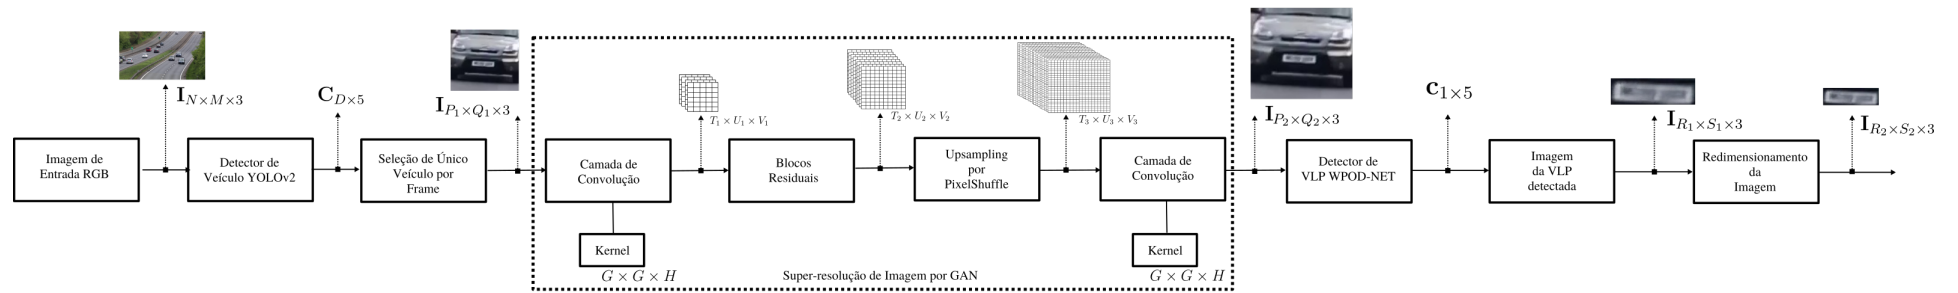 Imagem de
Entrada RGB
I_{N×M×3}
Detector de
Veículo YOLOv2
C_{D×5}
Seleção de Único
Veículo por
Frame
I_{P_1×Q_1×3}
Camada de
Convolução
Kernel
G × G × H
T_1 × U_1 × V_1
Blocos
Residuais
T_2 × U_2 × V_2
Upsampling
por
PixelShuffle
T_3 × U_3 × V_3
Camada de
Convolução
Kernel
G × G × H
Super-resolução de Imagem por GAN
I_{P_2×Q_2×3}
Detector de
VLP WPOD-NET
c_{1×5}
Imagem
da VLP
detectada
I_{R_1×S_1×3}
Redimensionamento
da
Imagem
I_{R_2×S_2×3}